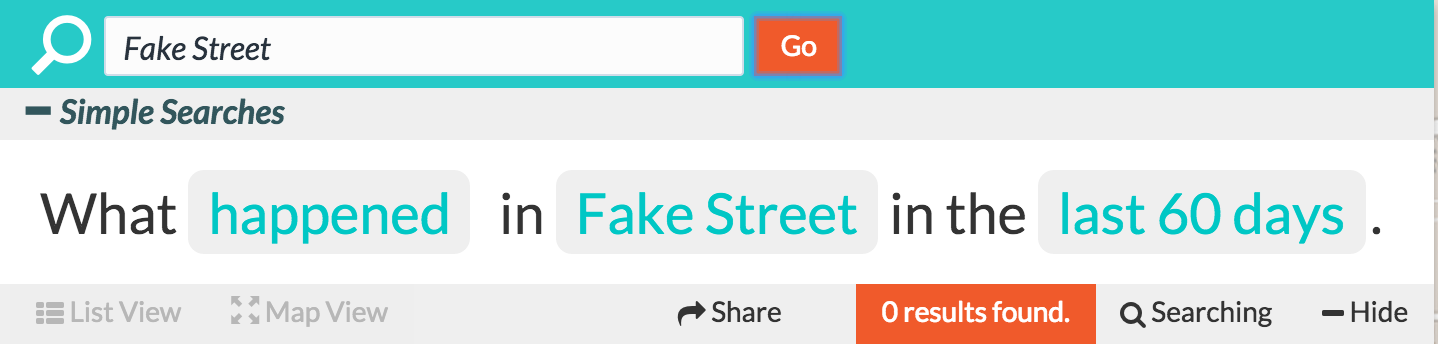 Fake Street Go
Simple Searches
What happened in Fake Street in the last 60 days.
List View Map View Share 0 results found. Searching Hide